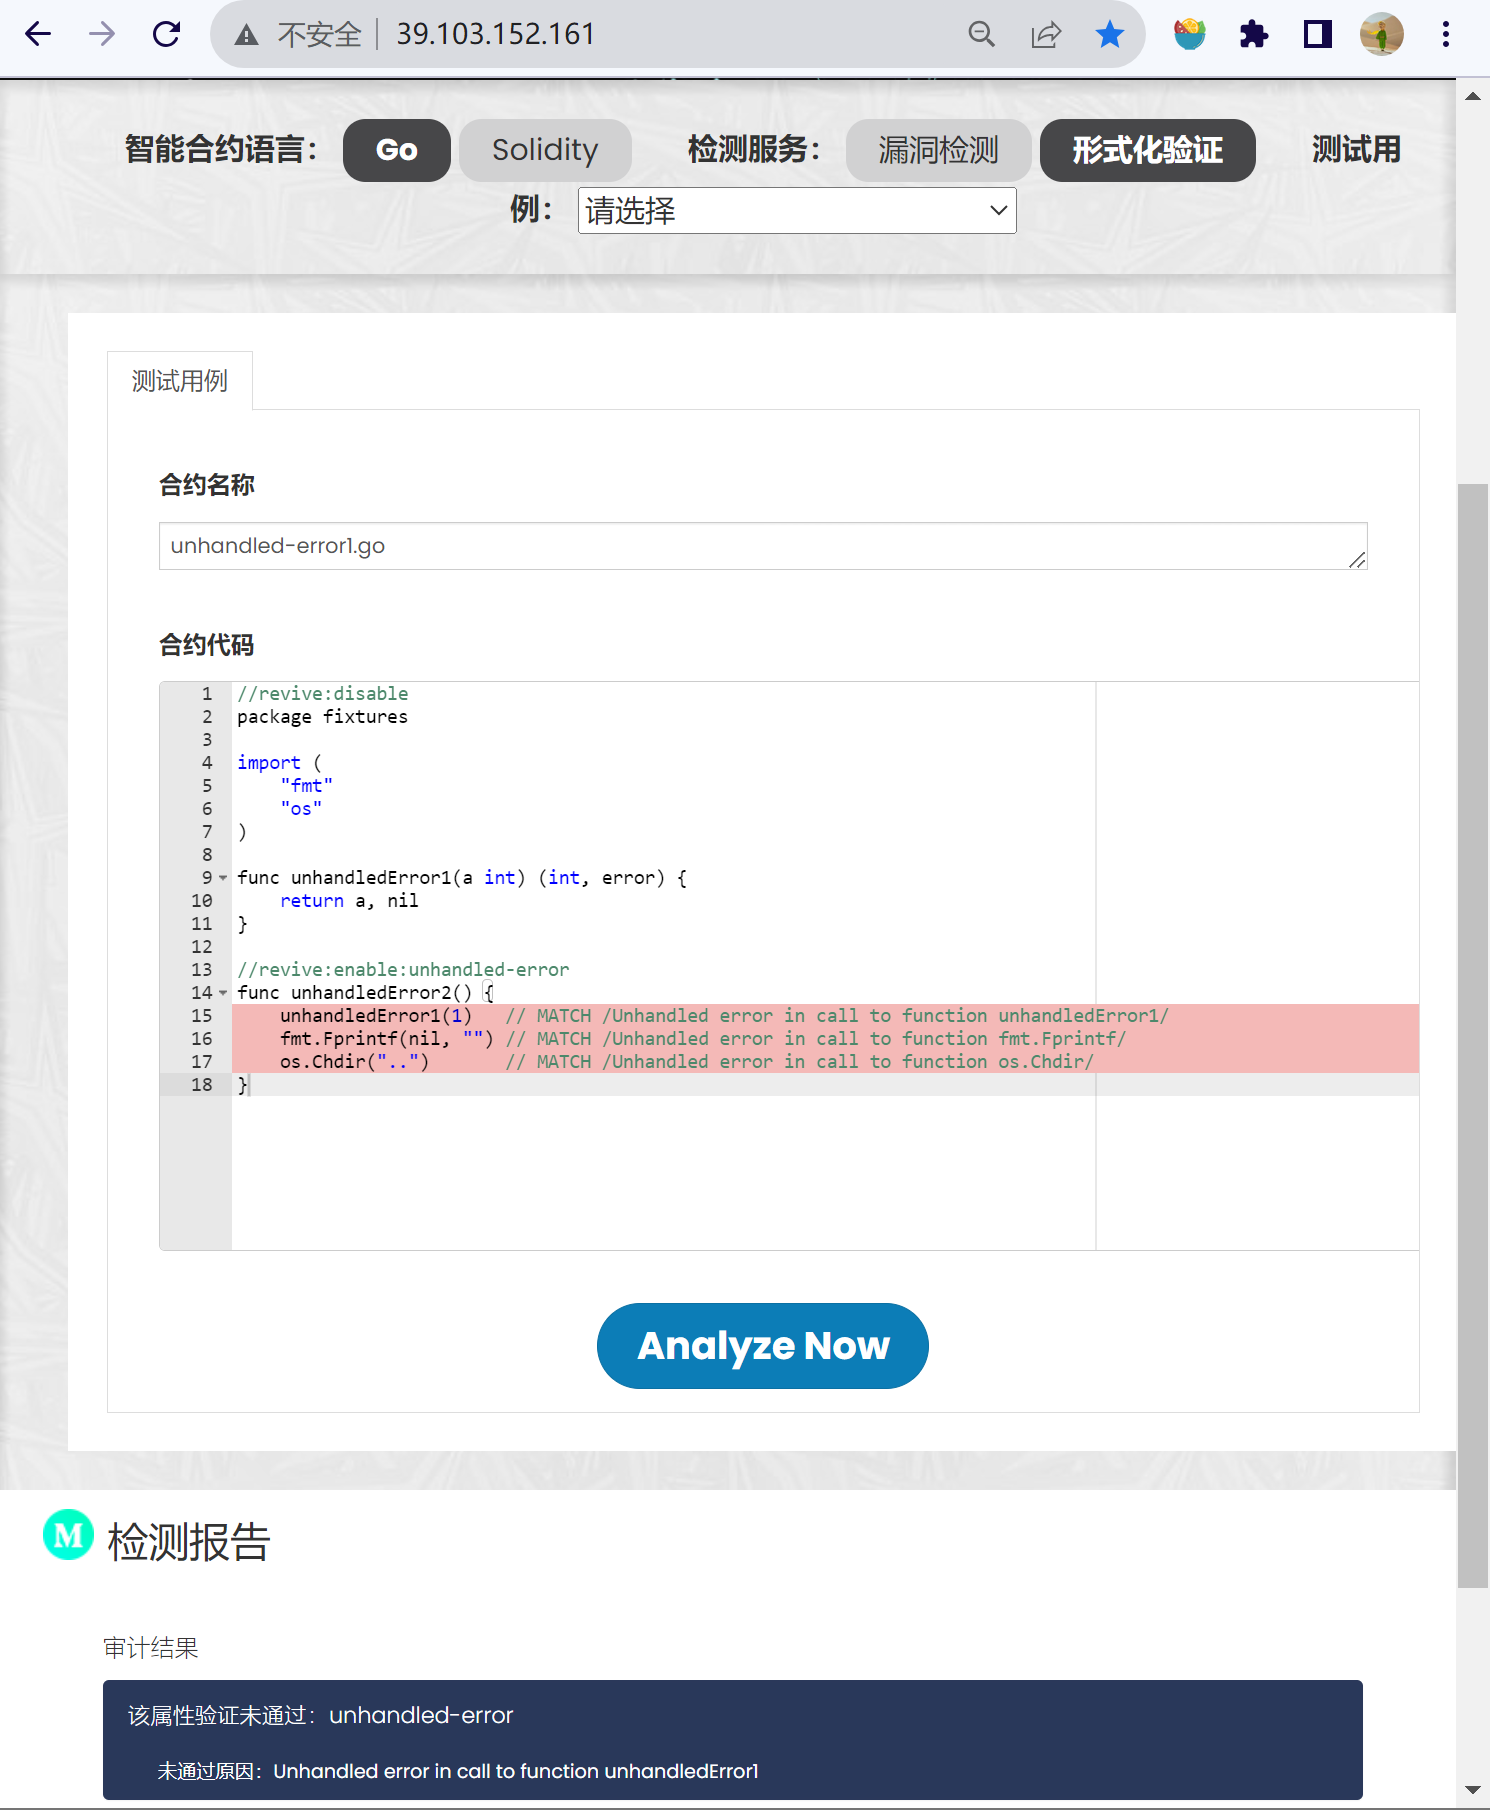 不安全 39.103.152.161
智能合约语言： Go Solidity 检测服务： 漏洞检测 形式化验证 测试用
例： 请选择
测试用例
合约名称
unhandled-error1.go
合约代码
1 //revive:disable
2 package fixtures
3
4 import (
5 "fmt"
6 "os"
7 )
8
9 func unhandledError1(a int) (int, error) {
10 return a, nil
11 }
12
13 //revive:enable:unhandled-error
14 func unhandledError2() {
15 unhandledError1(1) // MATCH /Unhandled error in call to function unhandledError1/
16 fmt.Fprintf(nil, "") // MATCH /Unhandled error in call to function fmt.Fprintf/
17 os.Chdir("..") // MATCH /Unhandled error in call to function os.Chdir/
18 }
Analyze Now
M 检测报告
审计结果
该属性验证未通过：unhandled-error
未通过原因：Unhandled error in call to function unhandledError1